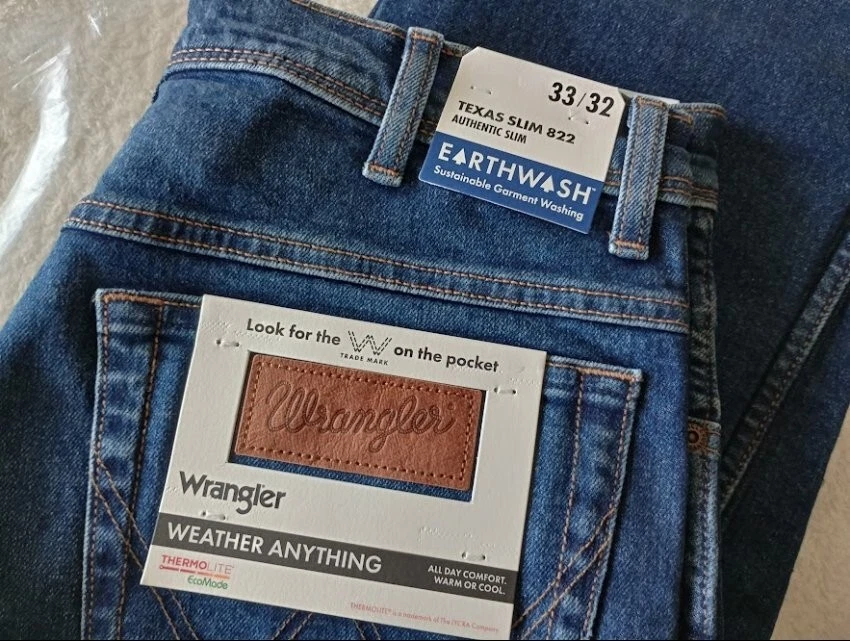 33/32
TEXAS SLIM 822
AUTHENTIC SLIM
EARTHWASH™
Sustainable Garment Washing
Look for the W on the pocket
TRADE MARK
Wrangler®
Wrangler
WEATHER ANYTHING
ALL DAY COMFORT.
WARM OR COOL.
THERMOLITE®
EcoMade
THERMOLITE® is a trademark of The LYCRA Company